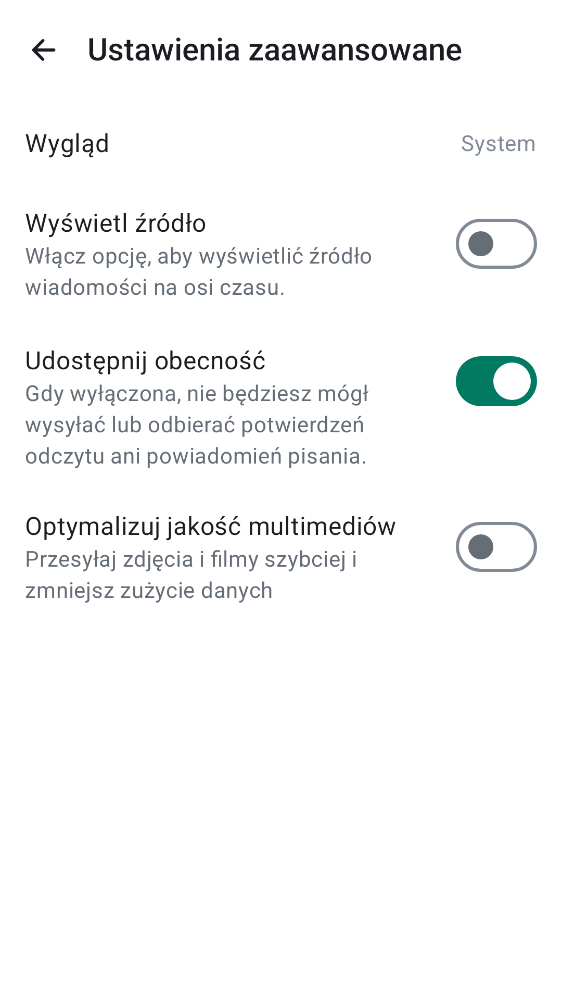 Ustawienia zaawansowane
Wygląd
System
Wyświetl źródło
Włącz opcję, aby wyświetlić źródło
wiadomości na osi czasu.
Udostępnij obecność
Gdy wyłączona, nie będziesz mógł
wysyłać lub odbierać potwierdzeń
odczytu ani powiadomień pisania.
Optymalizuj jakość multimediów
Przesyłaj zdjęcia i filmy szybciej i
zmniejsz zużycie danych